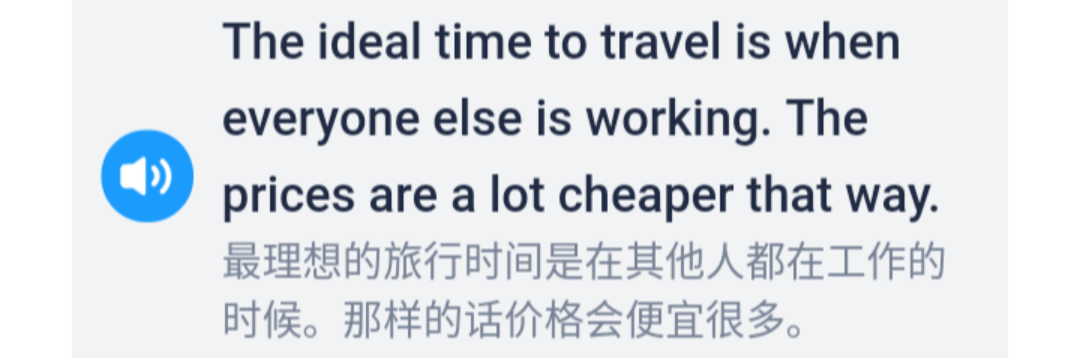 The ideal time to travel is when
everyone else is working. The
prices are a lot cheaper that way.
最理想的旅行时间是在其他人都在工作的
时候。那样的话价格会便宜很多。